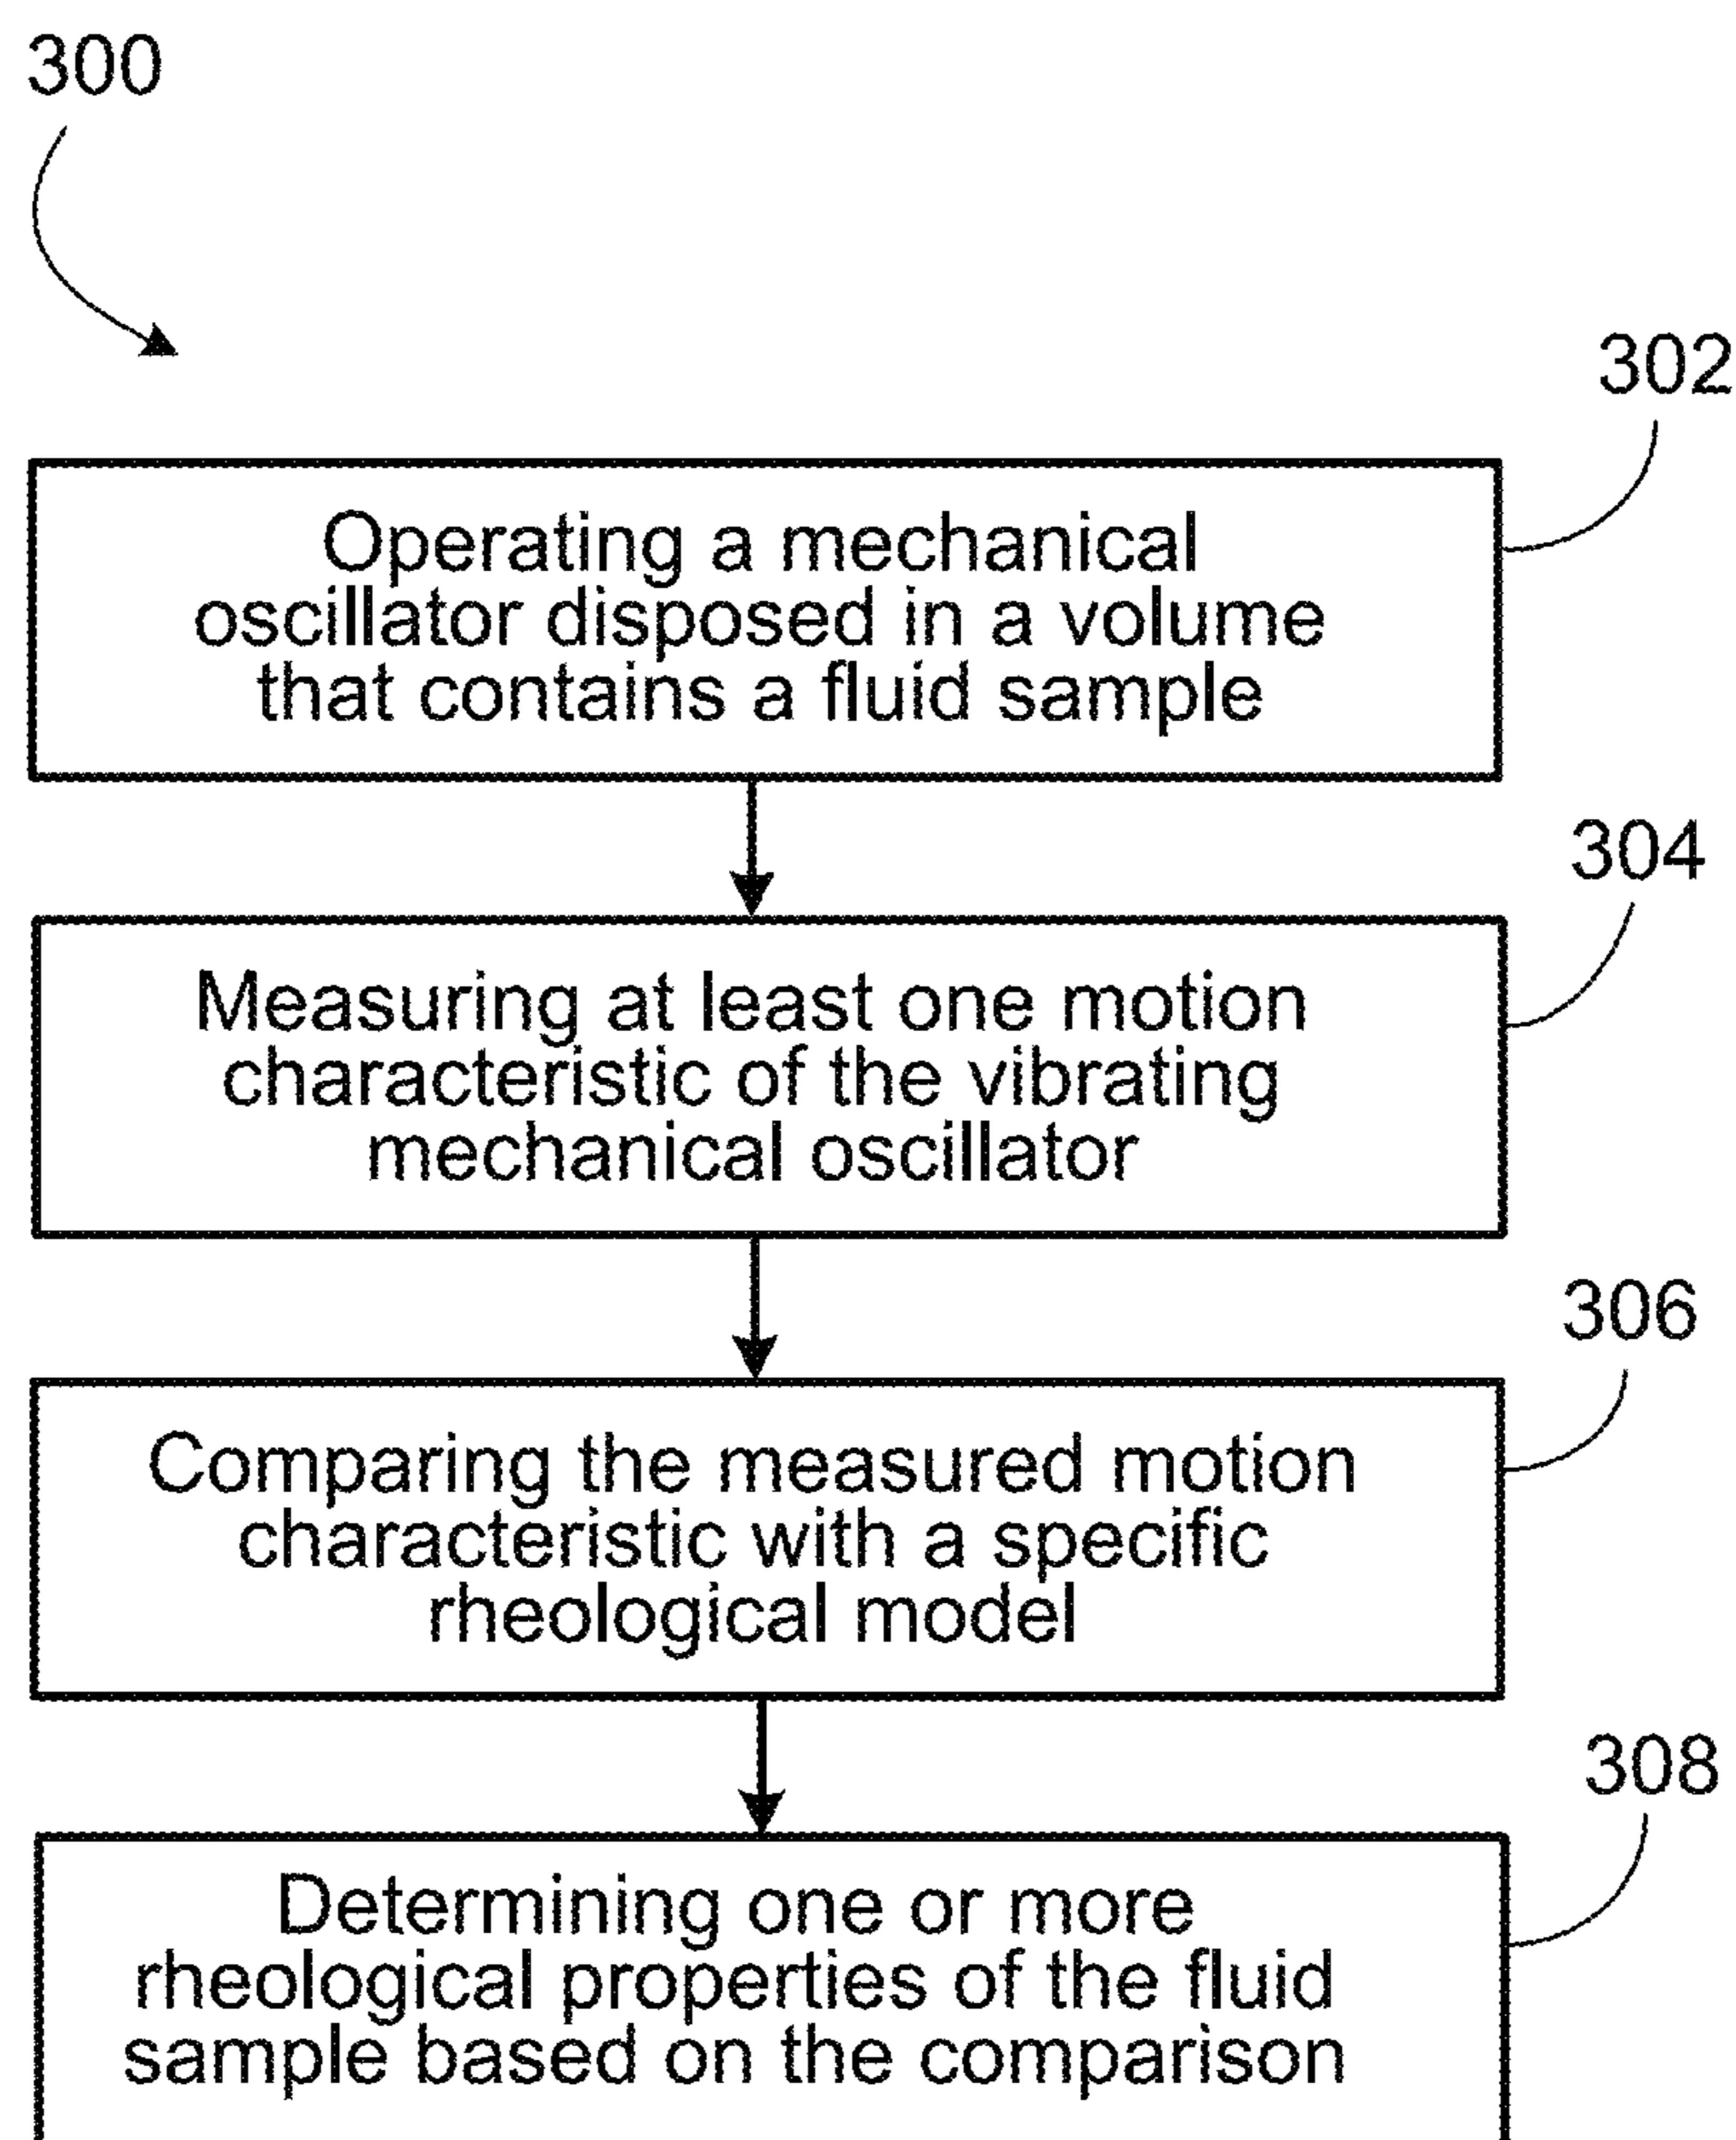 300
302
Operating a mechanical
oscillator disposed in a volume
that contains a fluid sample
304
Measuring at least one motion
characteristic of the vibrating
mechanical oscillator
306
Comparing the measured motion
characteristic with a specific
rheological model
308
Determining one or more
rheological properties of the fluid
sample based on the comparison